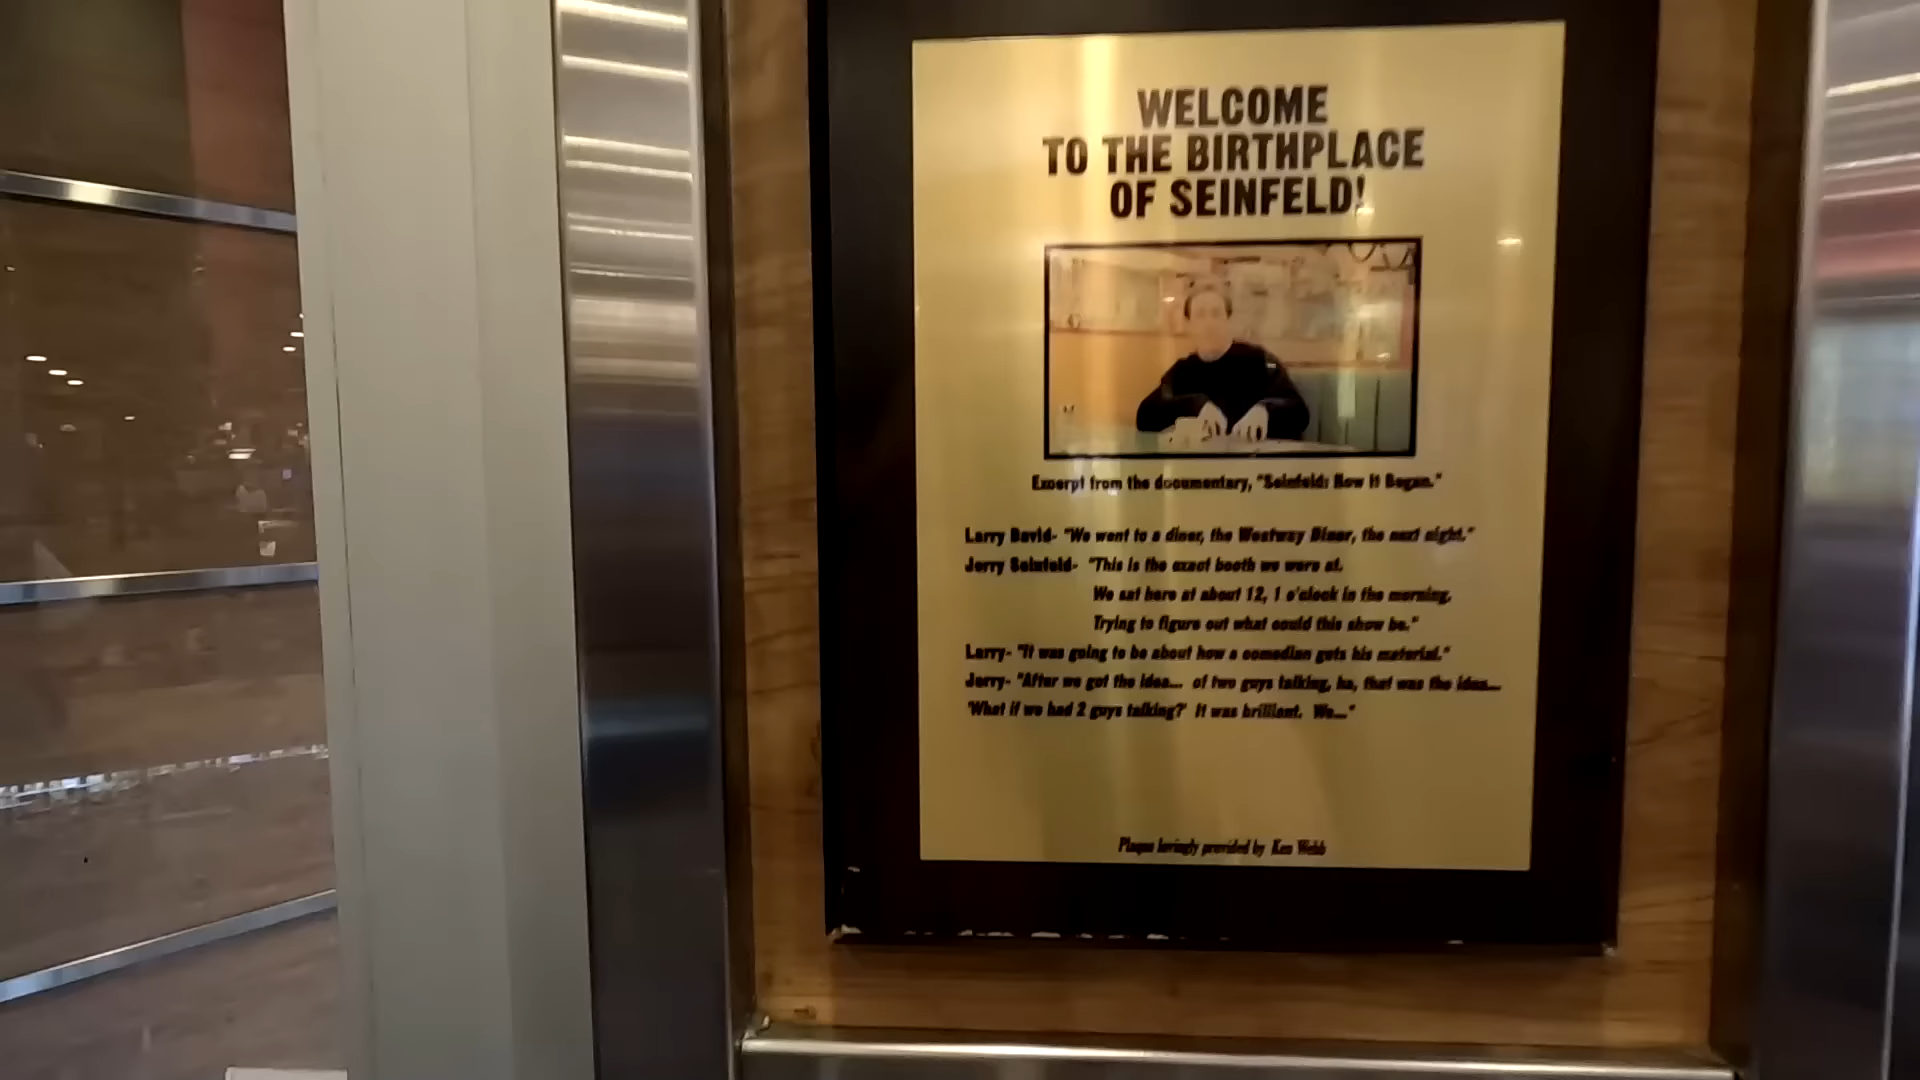 WELCOME
TO THE BIRTHPLACE
OF SEINFELD!
Excerpt from the documentary, "Seinfeld: How It Began."
Larry David- "We went to a diner, the Westway Diner, the next night."
Jerry Seinfeld- "This is the exact booth we were at.
We sat here at about 12, 1 o'clock in the morning.
Trying to figure out what could this show be."
Larry- "It was going to be about how a comedian gets his material."
Jerry- "After we got the idea... of two guys talking, ha, that was the idea...
'What if we had 2 guys talking?' It was brilliant. We..."
Plaque lovingly provided by Ken Webb